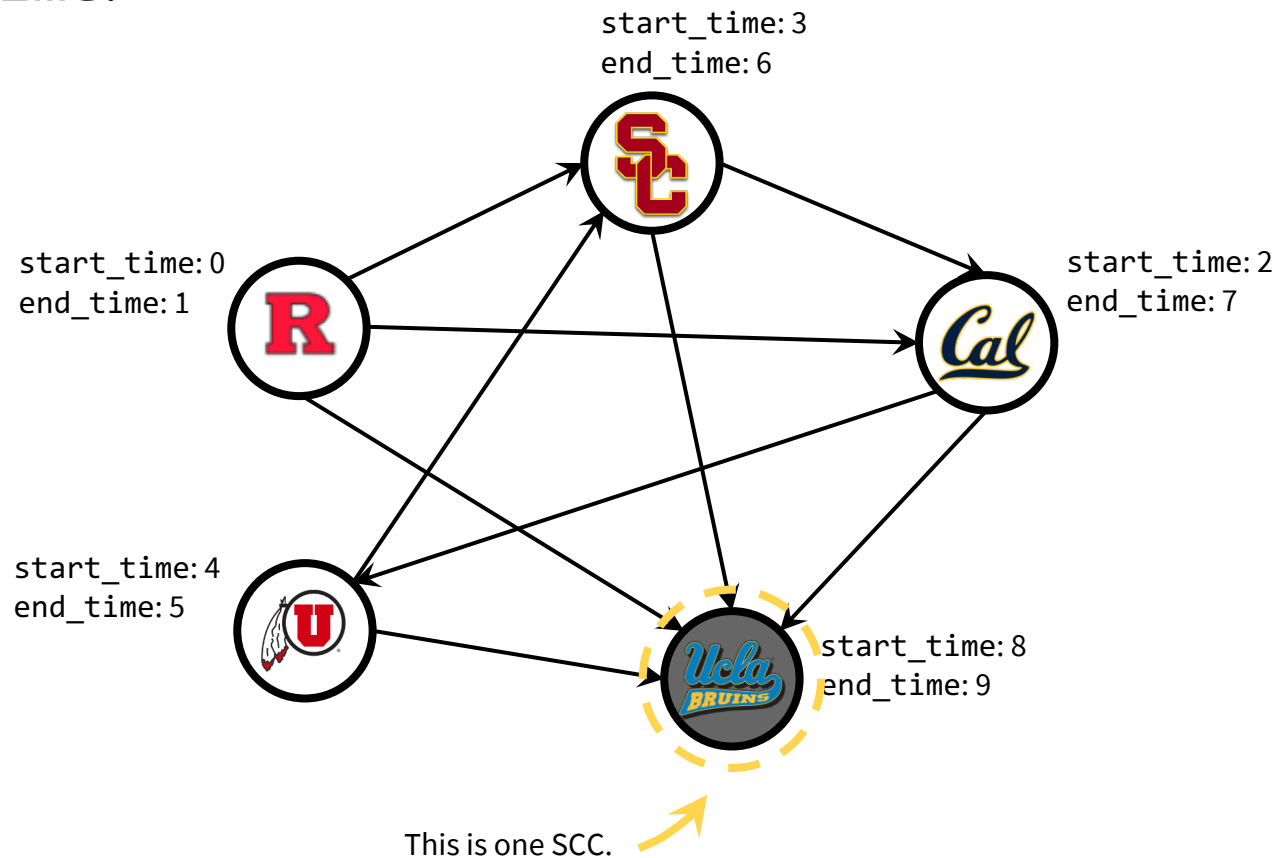 start_time: 3
end_time: 6
SC
start_time: 0
end_time: 1
R
start_time: 2
end_time: 7
Cal
start_time: 4
end_time: 5
U
Ucla
BRUINS
start_time: 8
end_time: 9
This is one SCC.